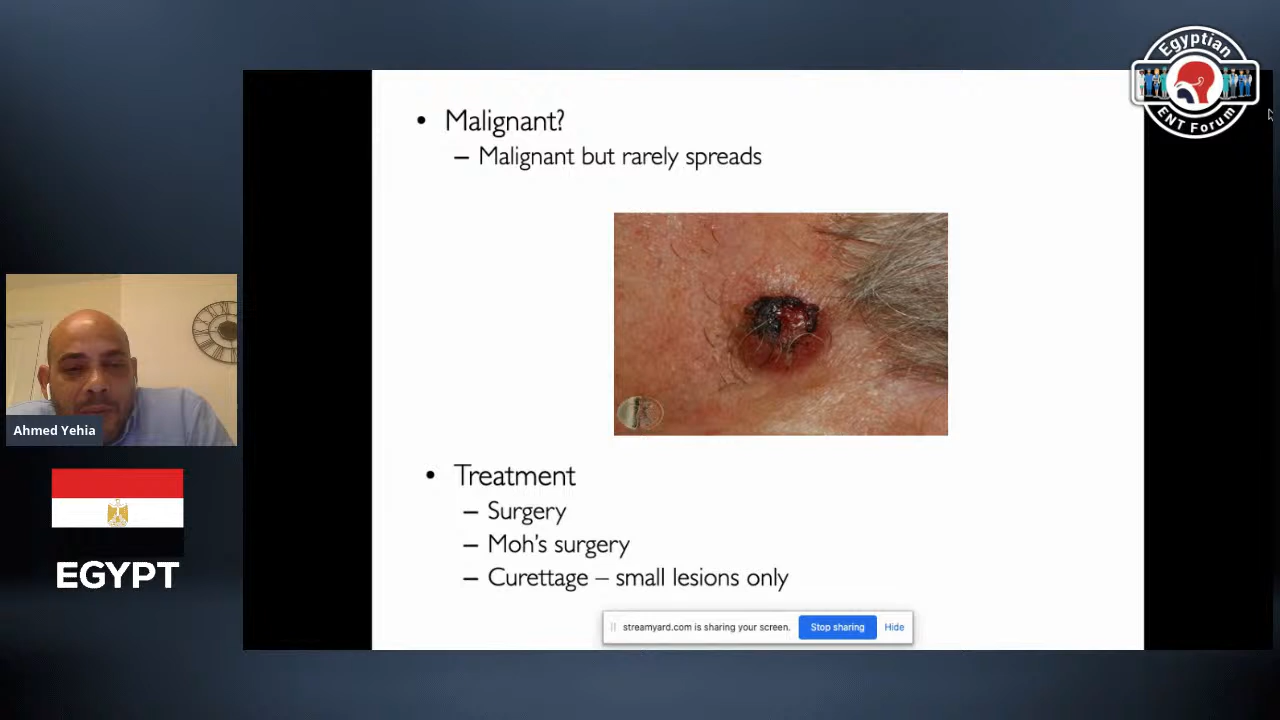 Egyptian
ENT Forum
• Malignant?
– Malignant but rarely spreads
Ahmed Yehia
EGYPT
• Treatment
– Surgery
– Moh's surgery
– Curettage – small lesions only
streamyard.com is sharing your screen.
Stop sharing
Hide